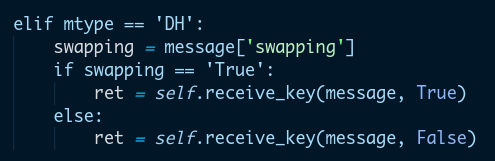 elif mtype == 'DH':
    swapping = message['swapping']
    if swapping == 'True':
        ret = self.receive_key(message, True)
    else:
        ret = self.receive_key(message, False)